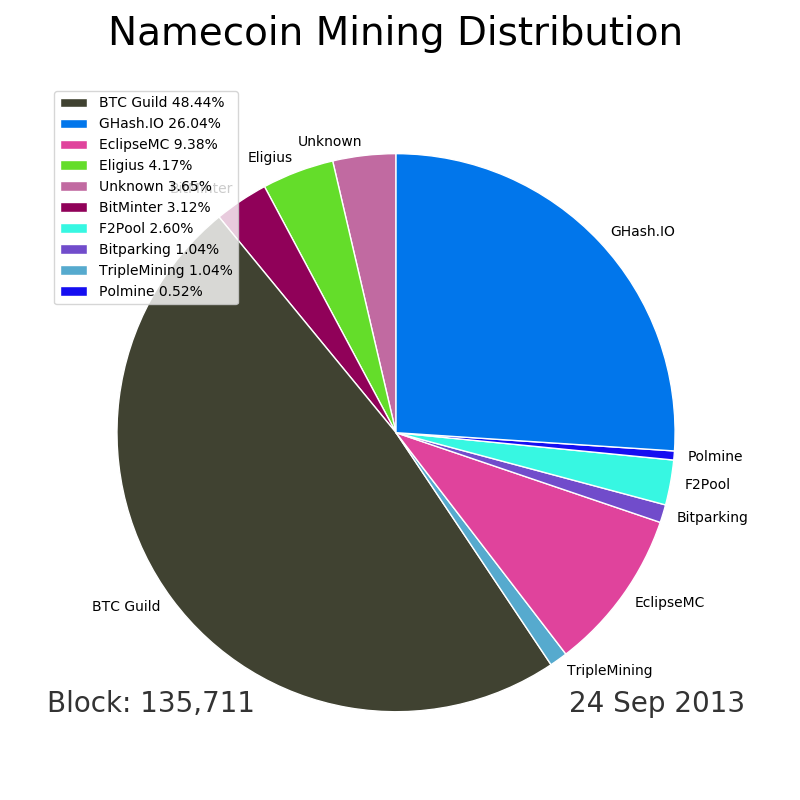 Namecoin Mining Distribution
BTC Guild 48.44%
GHash.IO 26.04%
EclipseMC 9.38%
Eligius 4.17%
Unknown 3.65%
BitMinter 3.12%
F2Pool 2.60%
Bitparking 1.04%
TripleMining 1.04%
Polmine 0.52%
Unknown
Eligius
BitMinter
GHash.IO
Polmine
F2Pool
Bitparking
EclipseMC
TripleMining
BTC Guild
Block: 135,711
24 Sep 2013